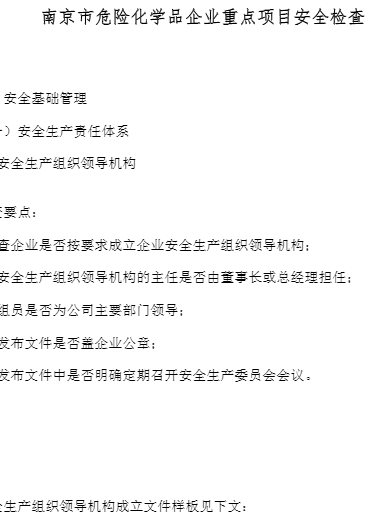 南京市危险化学品企业重点项目安全检查
安全基础管理
）安全生产责任体系
安全生产组织领导机构
要点：
查企业是否按要求成立企业安全生产组织领导机构；
安全生产组织领导机构的主任是否由董事长或总经理担任；
组员是否为公司主要部门领导；
发布文件是否盖企业公章；
发布文件中是否明确定期召开安全生产委员会会议。
生产组织领导机构成立文件样板见下文：